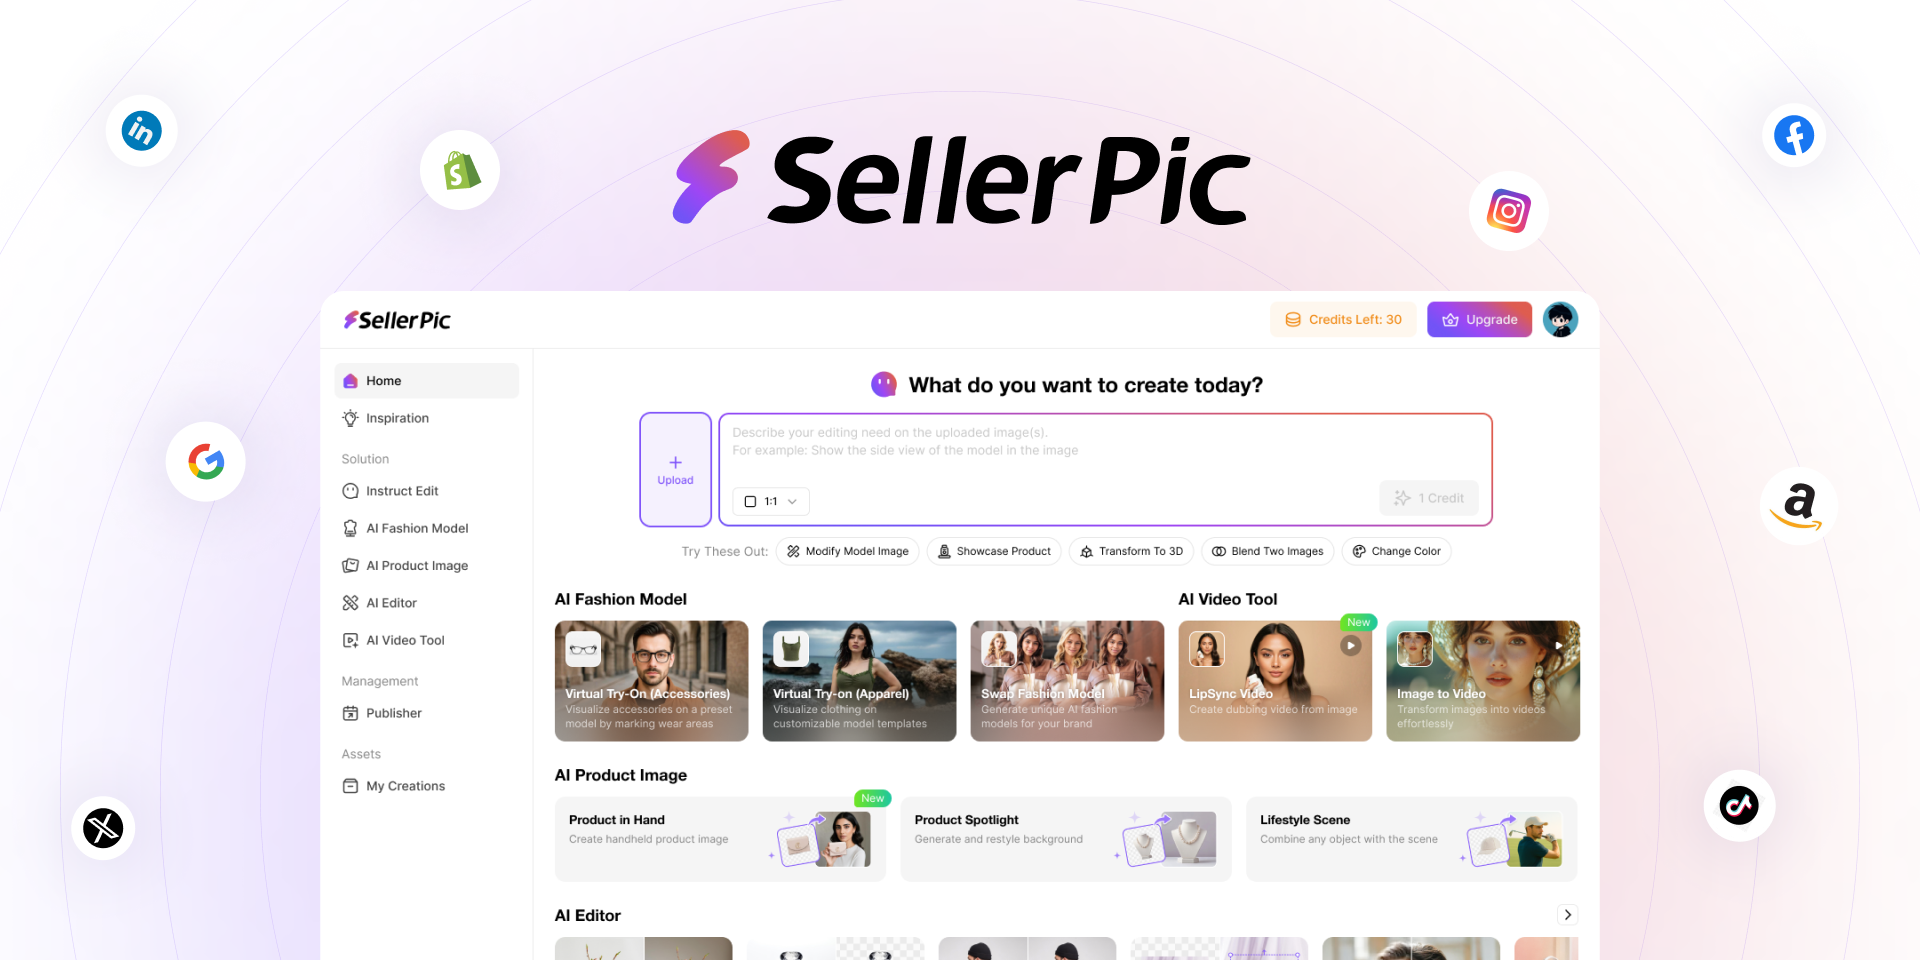 SellerPic
SellerPic
Credits Left: 30
Upgrade
Home
Inspiration
Solution
Instruct Edit
AI Fashion Model
AI Product Image
AI Editor
AI Video Tool
Management
Publisher
Assets
My Creations
What do you want to create today?
Upload
Describe your editing need on the uploaded image(s).
For example: Show the side view of the model in the image
1:1
1 Credit
Try These Out:
Modify Model Image
Showcase Product
Transform To 3D
Blend Two Images
Change Color
AI Fashion Model
Virtual Try-On (Accessories)
Visualize accessories on a preset
model by marking wear areas
Virtual Try-on (Apparel)
Visualize clothing on
customizable model templates
Swap Fashion Model
Generate unique AI fashion
models for your brand
AI Video Tool
New
LipSync Video
Create dubbing video from image
Image to Video
Transform images into videos
effortlessly
AI Product Image
New
Product in Hand
Create handheld product image
Product Spotlight
Generate and restyle background
Lifestyle Scene
Combine any object with the scene
AI Editor